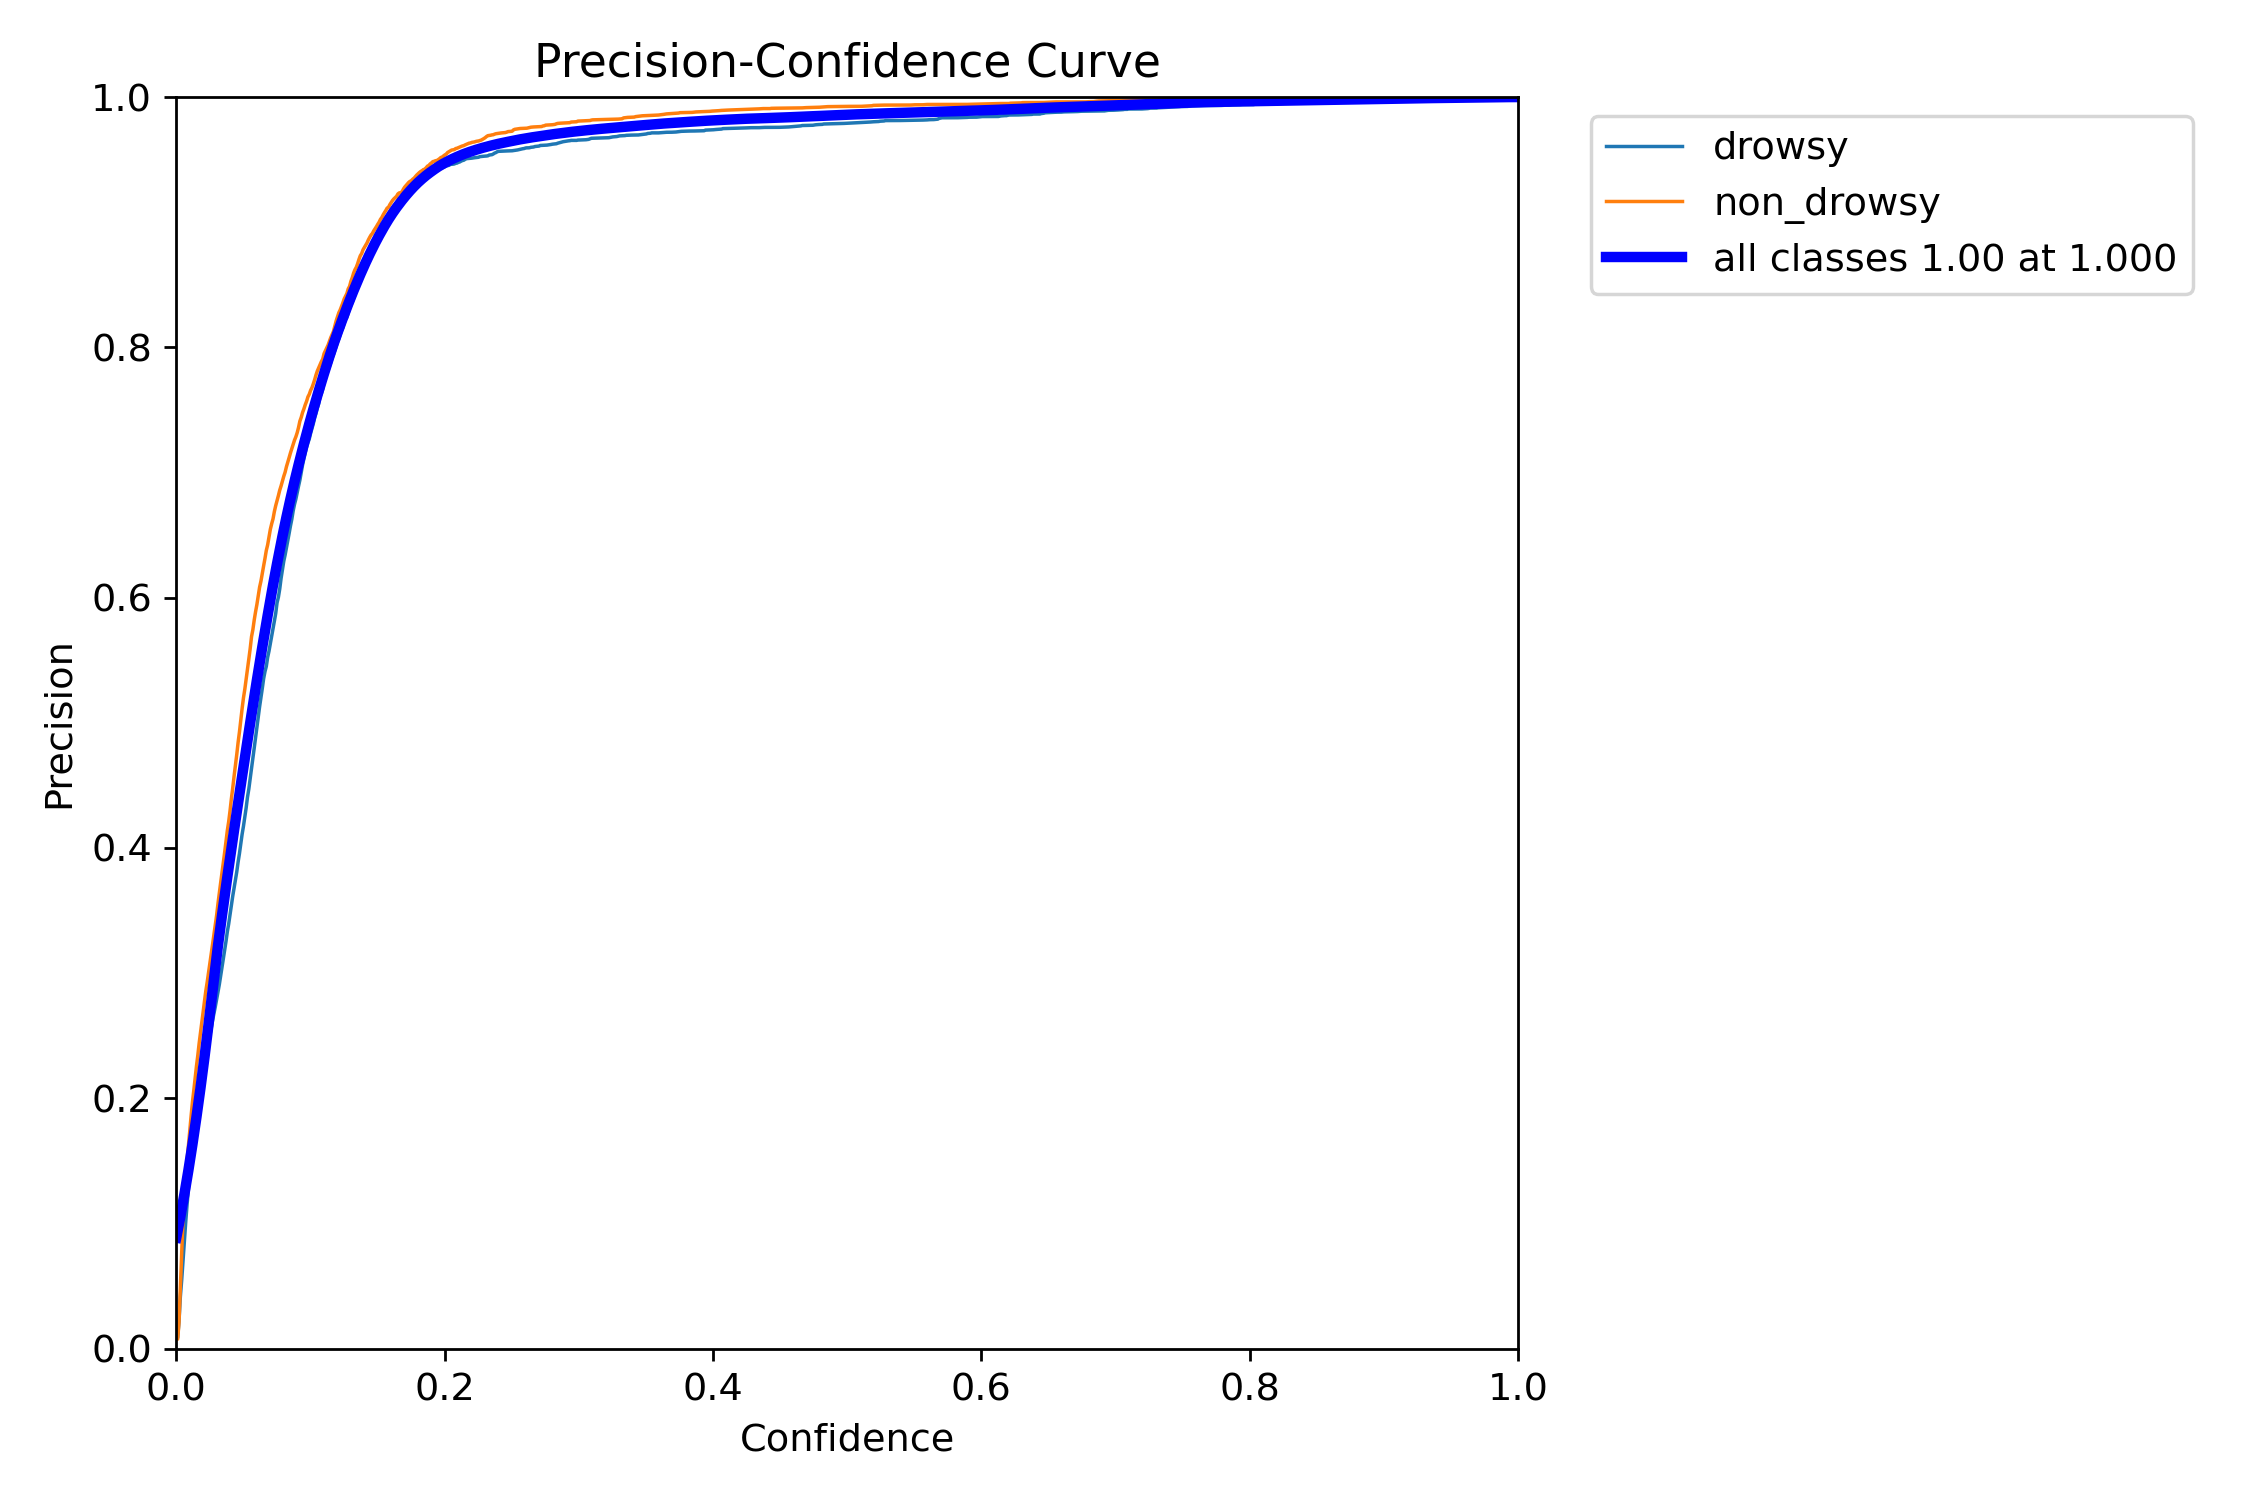 Precision-Confidence Curve
1.0
0.8
0.6
0.4
0.2
0.0
Precision
0.0 0.2 0.4 0.6 0.8 1.0
Confidence
drowsy
non_drowsy
all classes 1.00 at 1.000